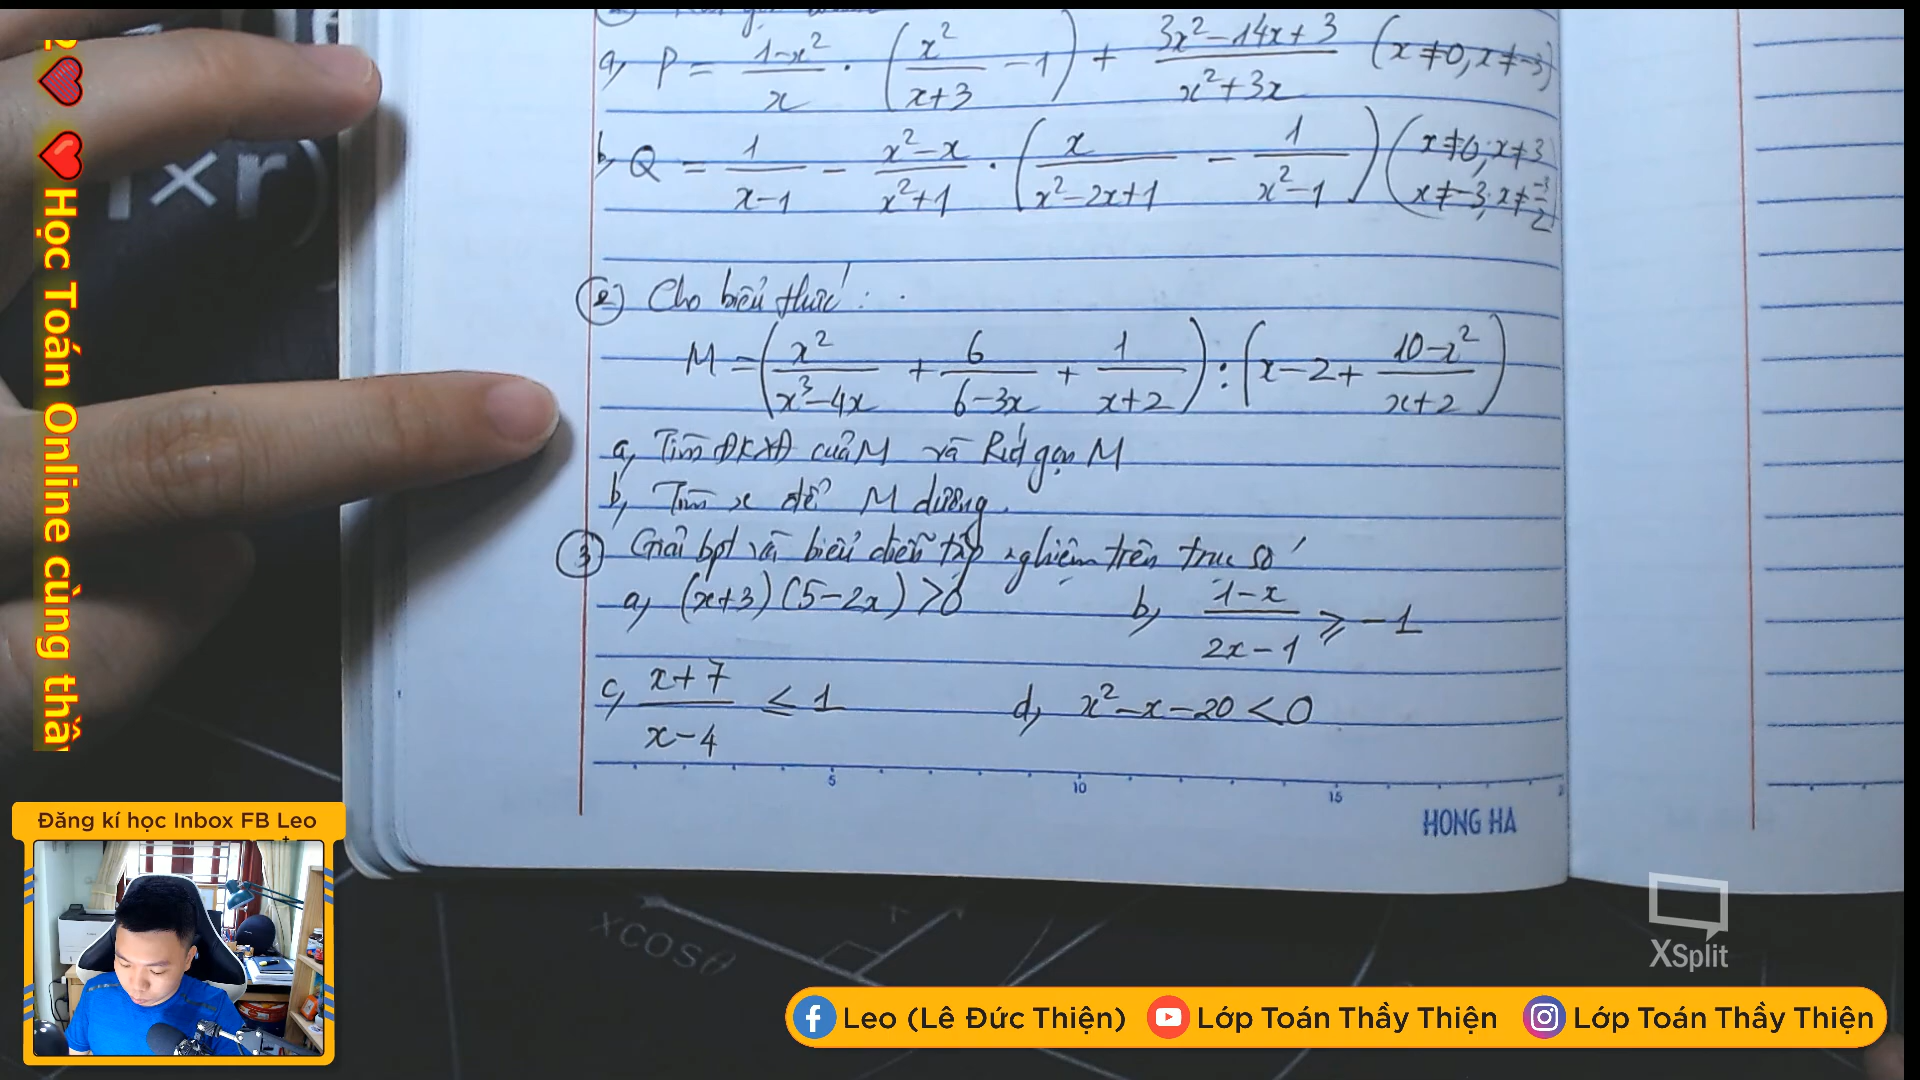 a, P = (1-x²)/x · (x²/(x+3) - 1) + (3x²-14x+3)/(x²+3x) (x≠0, x≠-3)
b, Q = 1/(x-1) - (x²-x)/(x²+1) · (x/(x²-2x+1) - 1/(x²-1)) (x≠0; x≠3 x≠-3; x≠-3/2)
② Cho biểu thức:
M = (x²/(x³-4x) + 6/(6-3x) + 1/(x+2)) : (x-2+ (10-x²)/(x+2))
a, Tìm ĐKXĐ của M và Rút gọn M
b, Tìm x để M dương.
③ Giải bpt và biểu diễn tập nghiệm trên trục số
a, (x+3)(5-2x) > 0 b, (1-x)/(2x-1) ≥ -1
c, (x+7)/(x-4) ≤ 1 d, x²-x-20 < 0
5 10 15
HONG HA
Học Toán Online cùng thầy
1×r)
xcosθ
Đăng kí học Inbox FB Leo
XSplit
Leo (Lê Đức Thiện) Lớp Toán Thầy Thiện Lớp Toán Thầy Thiện